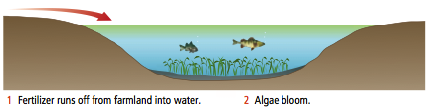 1 Fertilizer runs off from farmland into water. 2 Algae bloom.